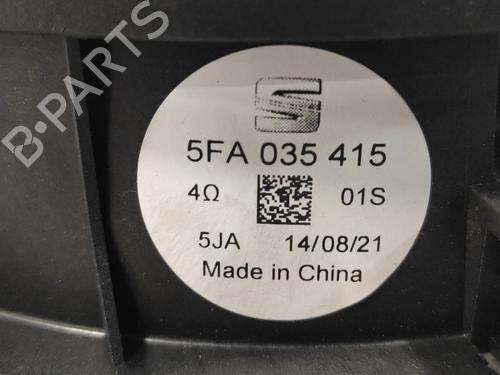 B-PARTS
5FA 035 415
4Ω 01S
5JA 14/08/21
Made in China